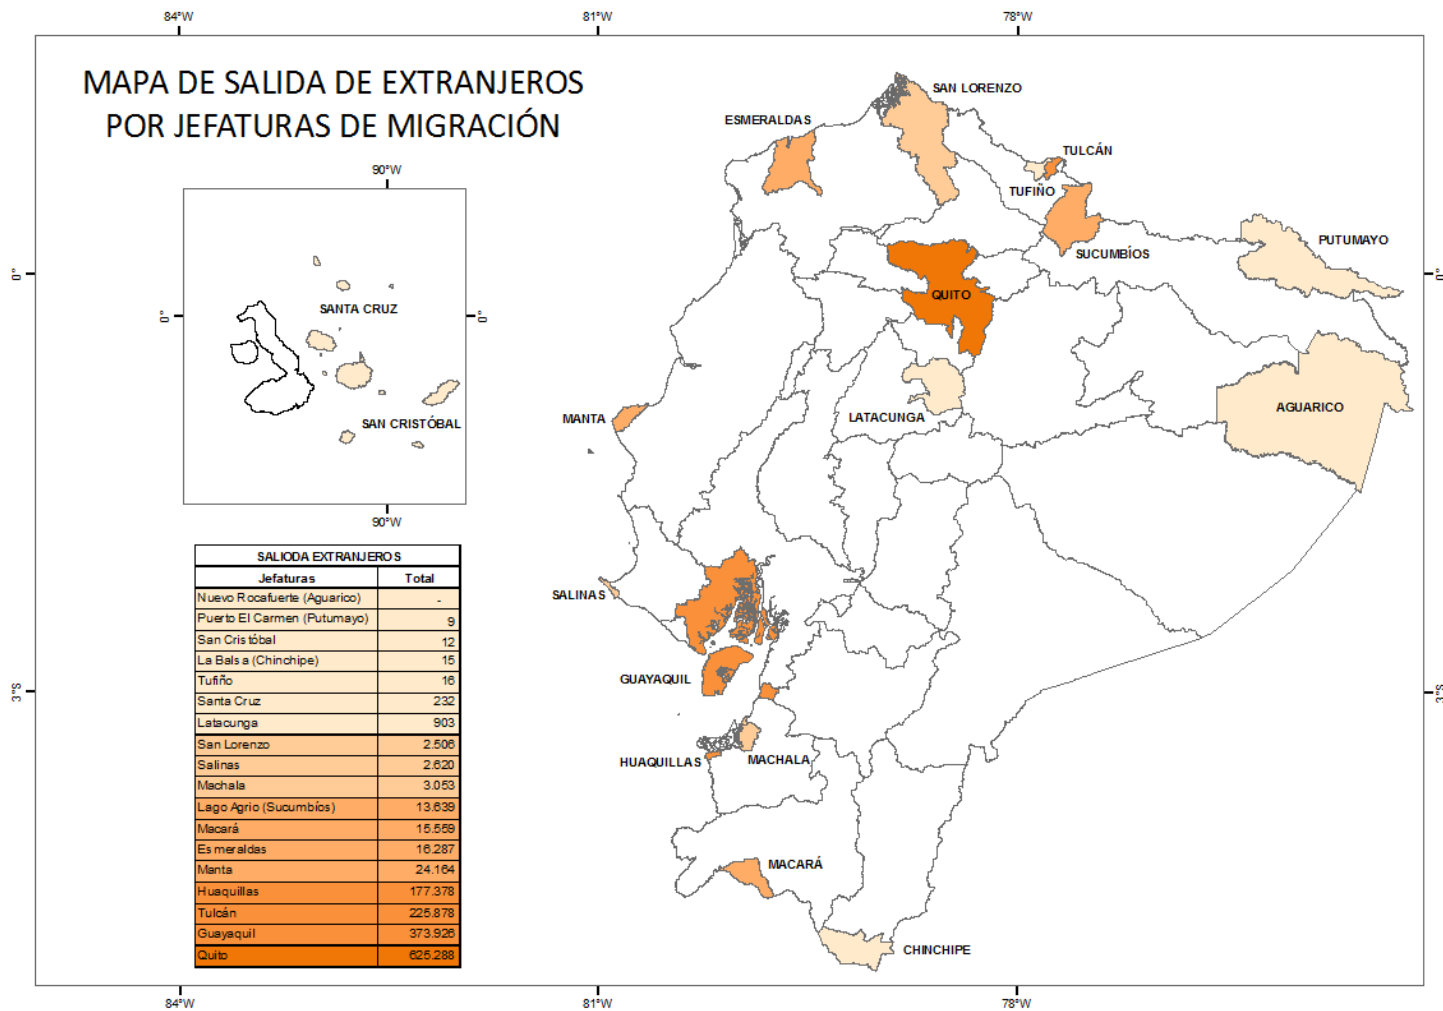 84°W
81°W
78°W
MAPA DE SALIDA DE EXTRANJEROS
POR JEFATURAS DE MIGRACIÓN
SAN LORENZO
ESMERALDAS
TULCÁN
TUFIÑO
PUTUMAYO
SUCUMBÍOS
QUITO
0°
0°
90°W
SANTA CRUZ
0°
0°
SAN CRISTÓBAL
90°W
MANTA
LATACUNGA
AGUARICO
SALIODA EXTRANJEROS
Jefaturas Total
Nuevo Rocafuerte (Aguarico) -
Puerto El Carmen (Putumayo) 9
San Cristóbal 12
La Balsa (Chinchipe) 15
Tufiño 16
Santa Cruz 232
Latacunga 903
San Lorenzo 2.506
Salinas 2.620
Machala 3.053
Lago Agrio (Sucumbíos) 13.639
Macará 15.559
Esmeraldas 16.287
Manta 24.164
Huaquillas 177.378
Tulcán 225.878
Guayaquil 373.926
Quito 625.288
SALINAS
GUAYAQUIL
3°S
3°S
HUAQUILLAS
MACHALA
MACARÁ
CHINCHIPE
84°W
81°W
78°W